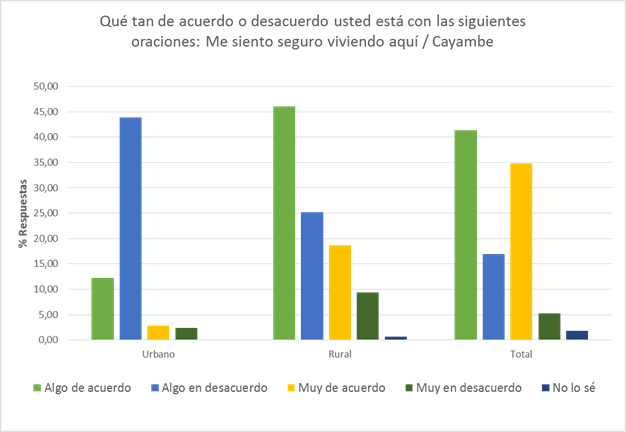 Qué tan de acuerdo o desacuerdo usted está con las siguientes
oraciones: Me siento seguro viviendo aquí / Cayambe
50,00
45,00
40,00
35,00
30,00
25,00
20,00
15,00
10,00
5,00
0,00
% Respuestas
Urbano Rural Total
Algo de acuerdo Algo en desacuerdo Muy de acuerdo Muy en desacuerdo No lo sé